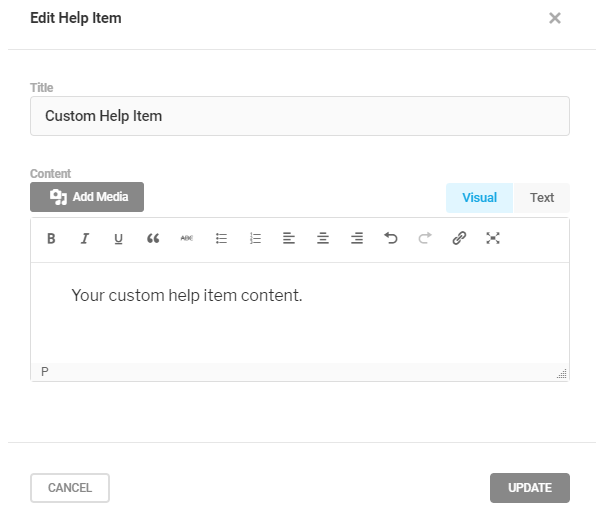 Edit Help Item
Title
Custom Help Item
Content
Add Media
Visual Text
B I U ABC
Your custom help item content.
P
CANCEL UPDATE